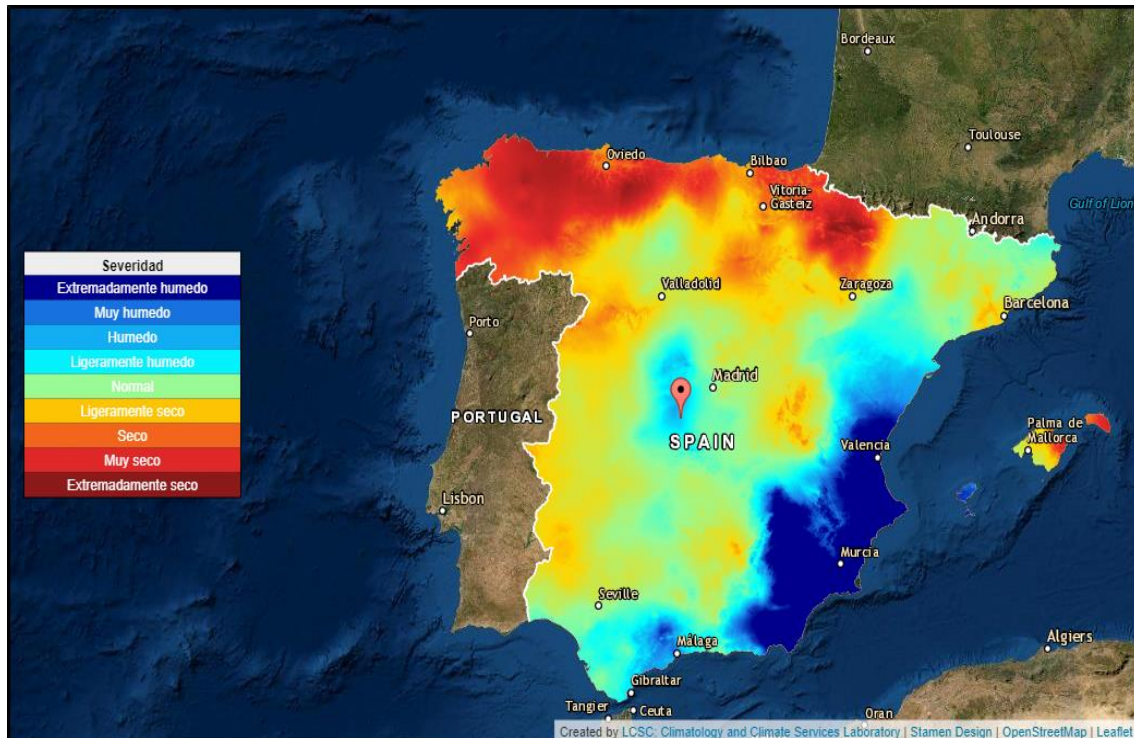 Bordeaux
Toulouse
Oviedo
Bilbao
Vitoria-
Gasteiz
Andorra
Gulf of Lion
Severidad
Extremadamente humedo
Muy humedo
Humedo
Ligeramente humedo
Normal
Ligeramente seco
Seco
Muy seco
Extremadamente seco
Valladolid
Zaragoza
Barcelona
Porto
Madrid
PORTUGAL
SPAIN
Palma de
Mallorca
Valencia
Lisbon
Murcia
Seville
Málaga
Algiers
Gibraltar
Tangier
Ceuta
Oran
Created by LCSC: Climatology and Climate Services Laboratory | Stamen Design | OpenStreetMap | Leaflet